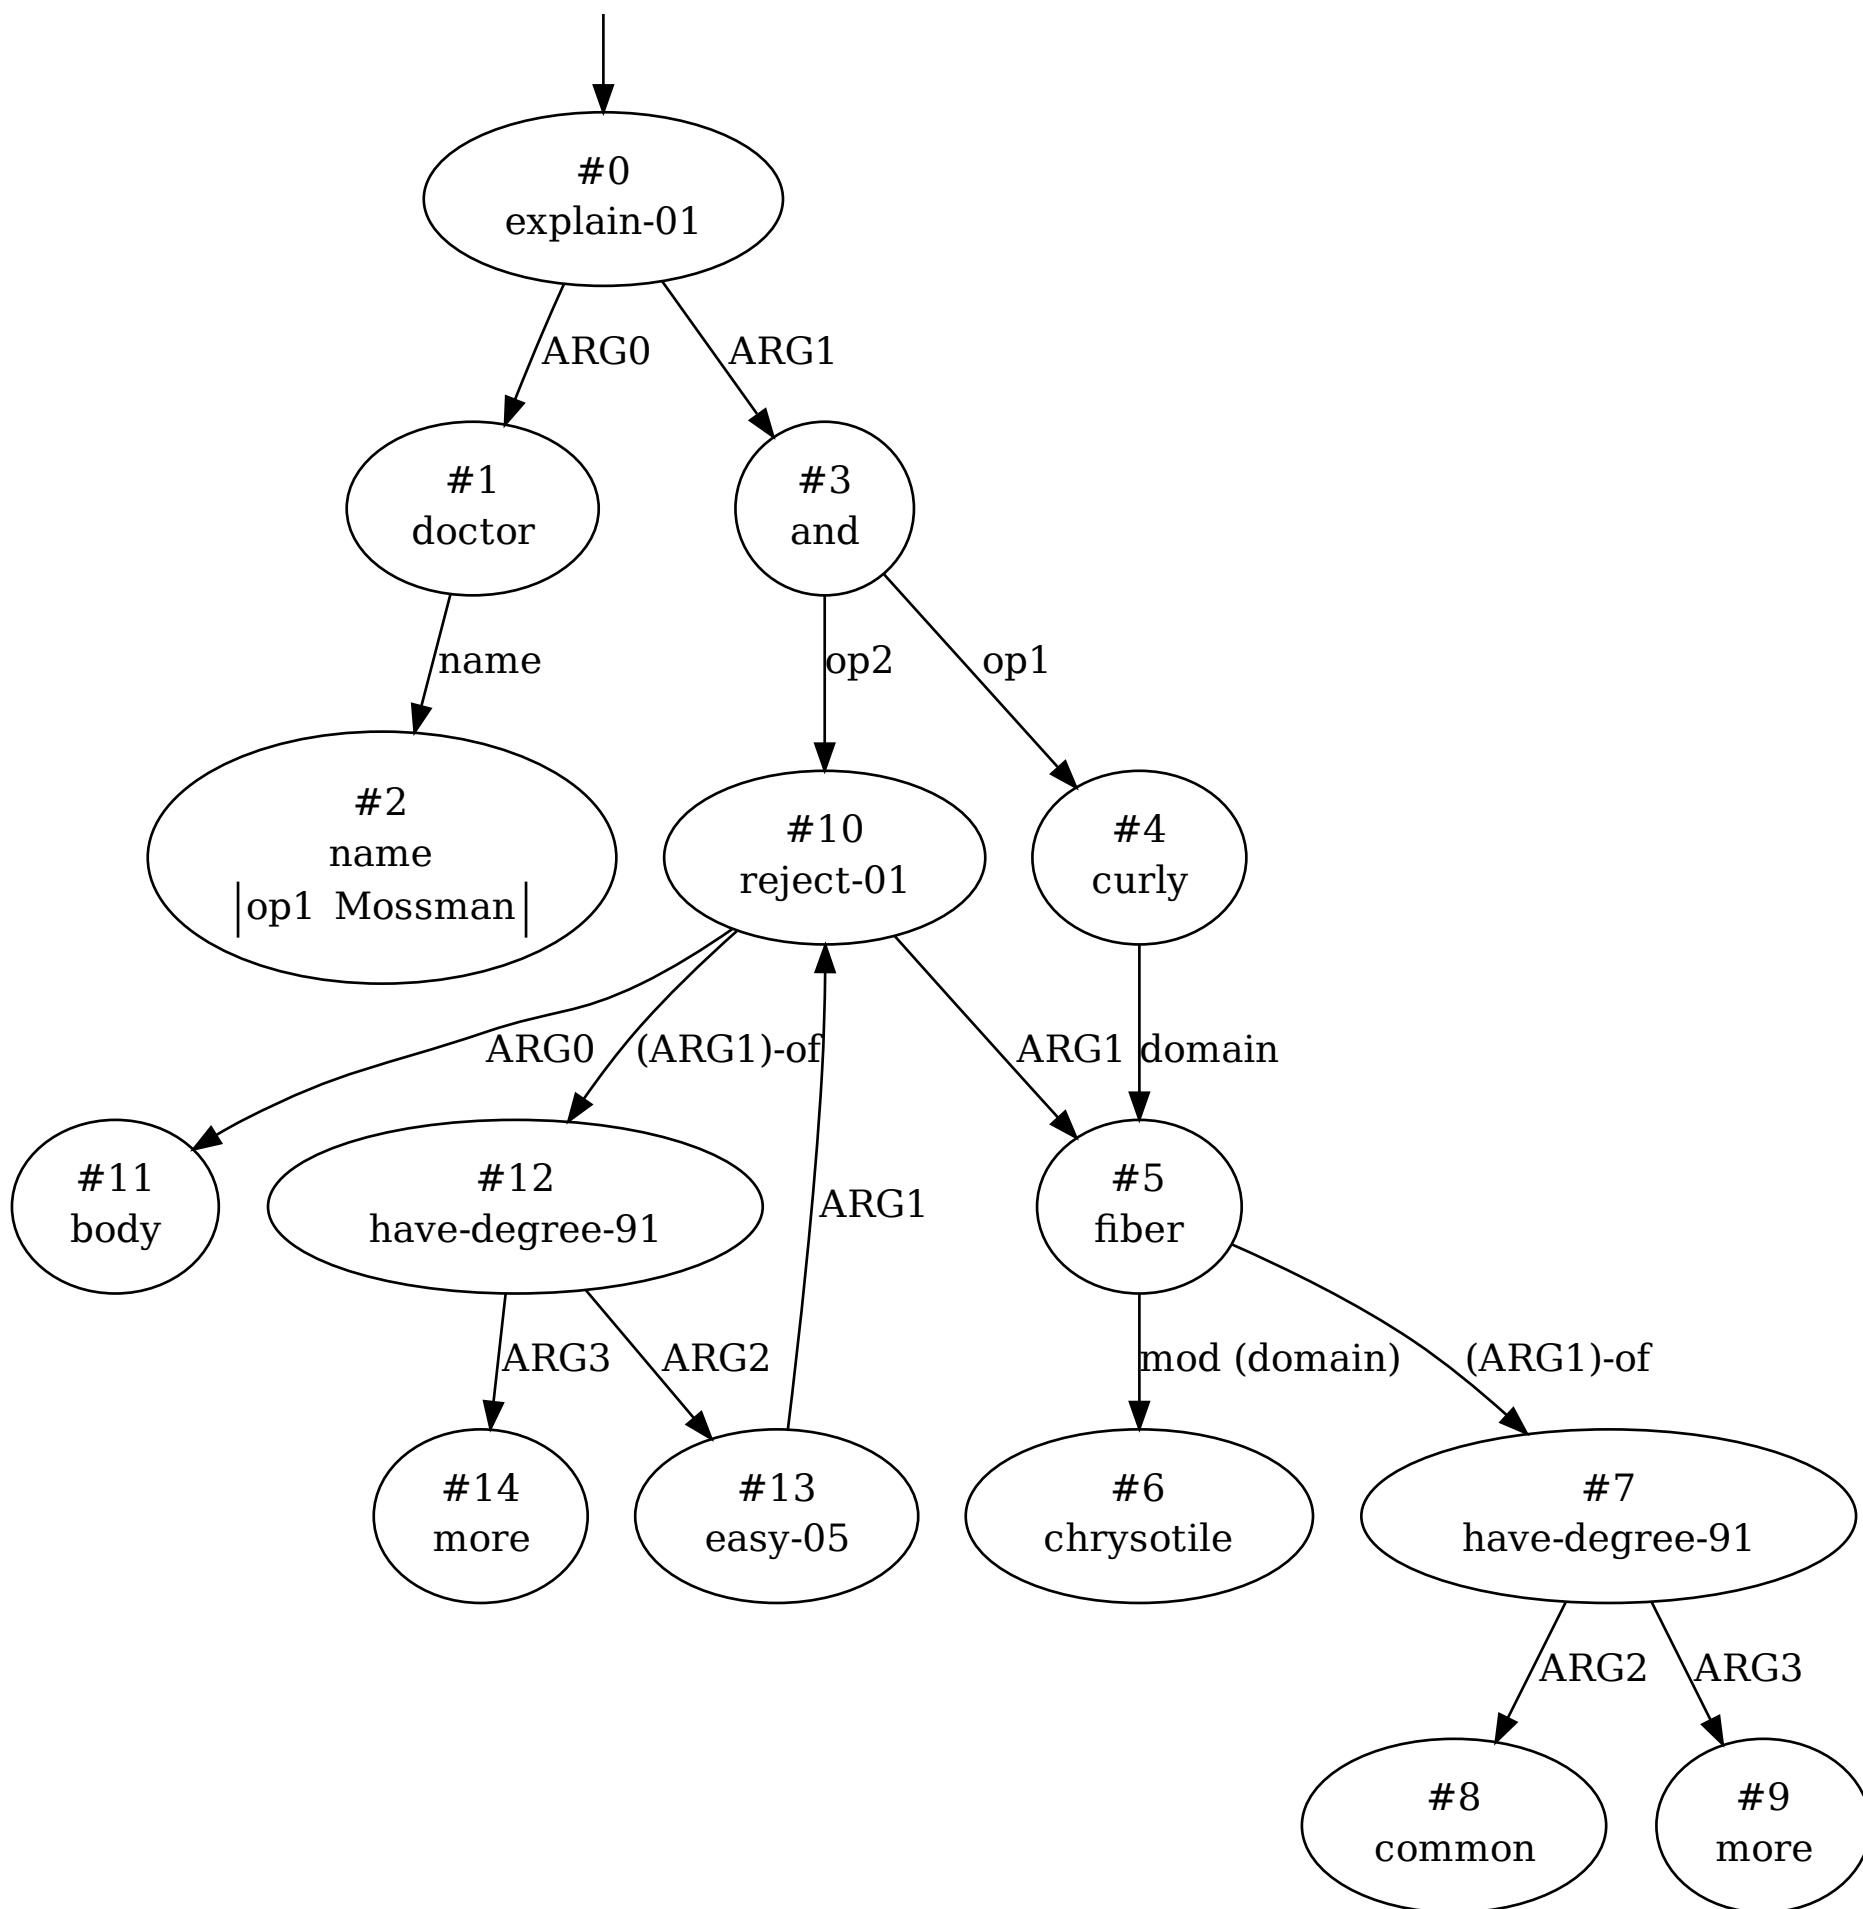 #0
explain-01
ARG0
ARG1
#1
doctor
#3
and
name
op2
op1
#2
name
op1 Mossman
#10
reject-01
#4
curly
ARG0
(ARG1)-of
ARG1
domain
#11
body
#12
have-degree-91
ARG1
#5
fiber
ARG3
ARG2
mod (domain)
(ARG1)-of
#14
more
#13
easy-05
#6
chrysotile
#7
have-degree-91
ARG2
ARG3
#8
common
#9
more